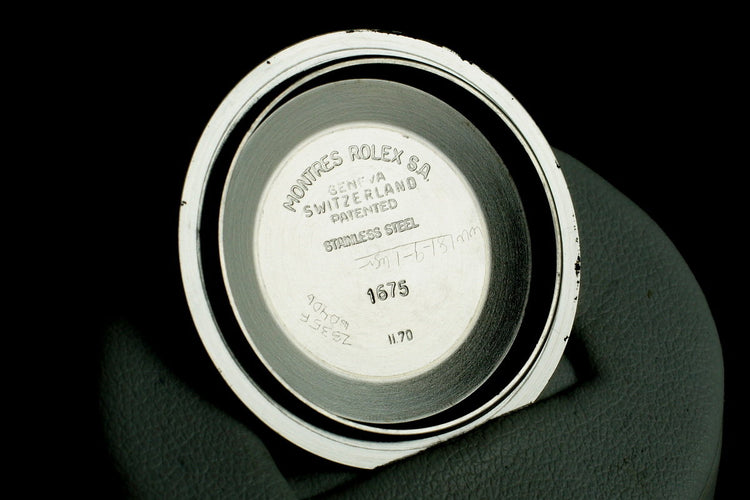 MONTRES ROLEX S.A.
GENEVA
SWITZERLAND
PATENTED
STAINLESS STEEL
1675
II.70